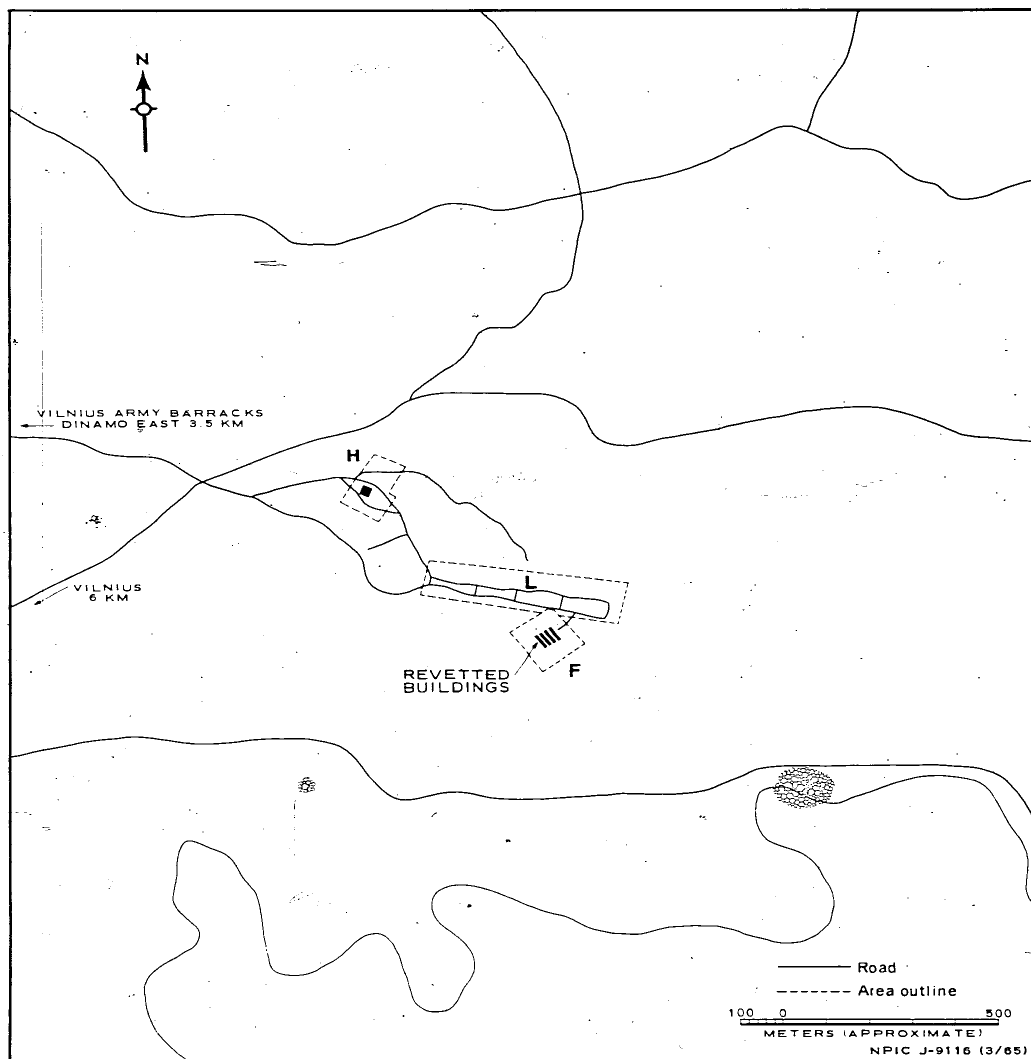 N
VILNIUS ARMY BARRACKS
DINAMO EAST 3.5 KM
H
L
VILNIUS
6 KM
REVETTED
BUILDINGS
F
Road
Area outline
100 0 500
METERS (APPROXIMATE)
NPIC J-9116 (3/65)